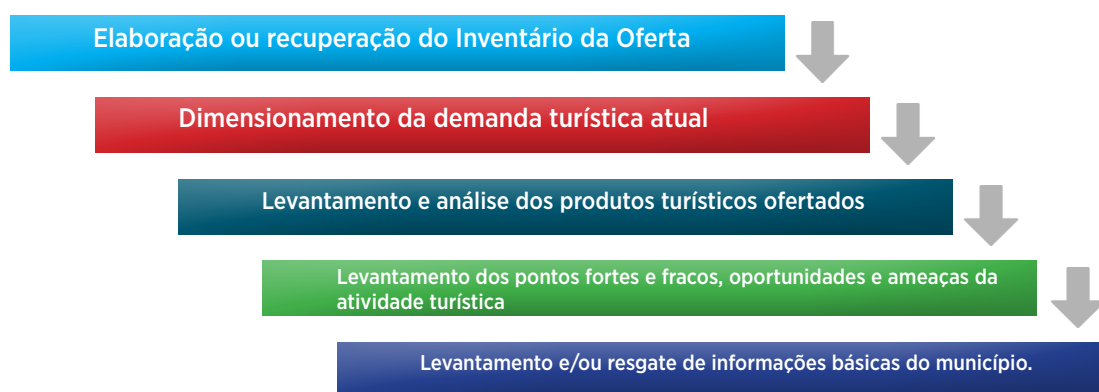 Elaboração ou recuperação do Inventário da Oferta
Dimensionamento da demanda turística atual
Levantamento e análise dos produtos turísticos ofertados
Levantamento dos pontos fortes e fracos, oportunidades e ameaças da
atividade turística
Levantamento e/ou resgate de informações básicas do município.